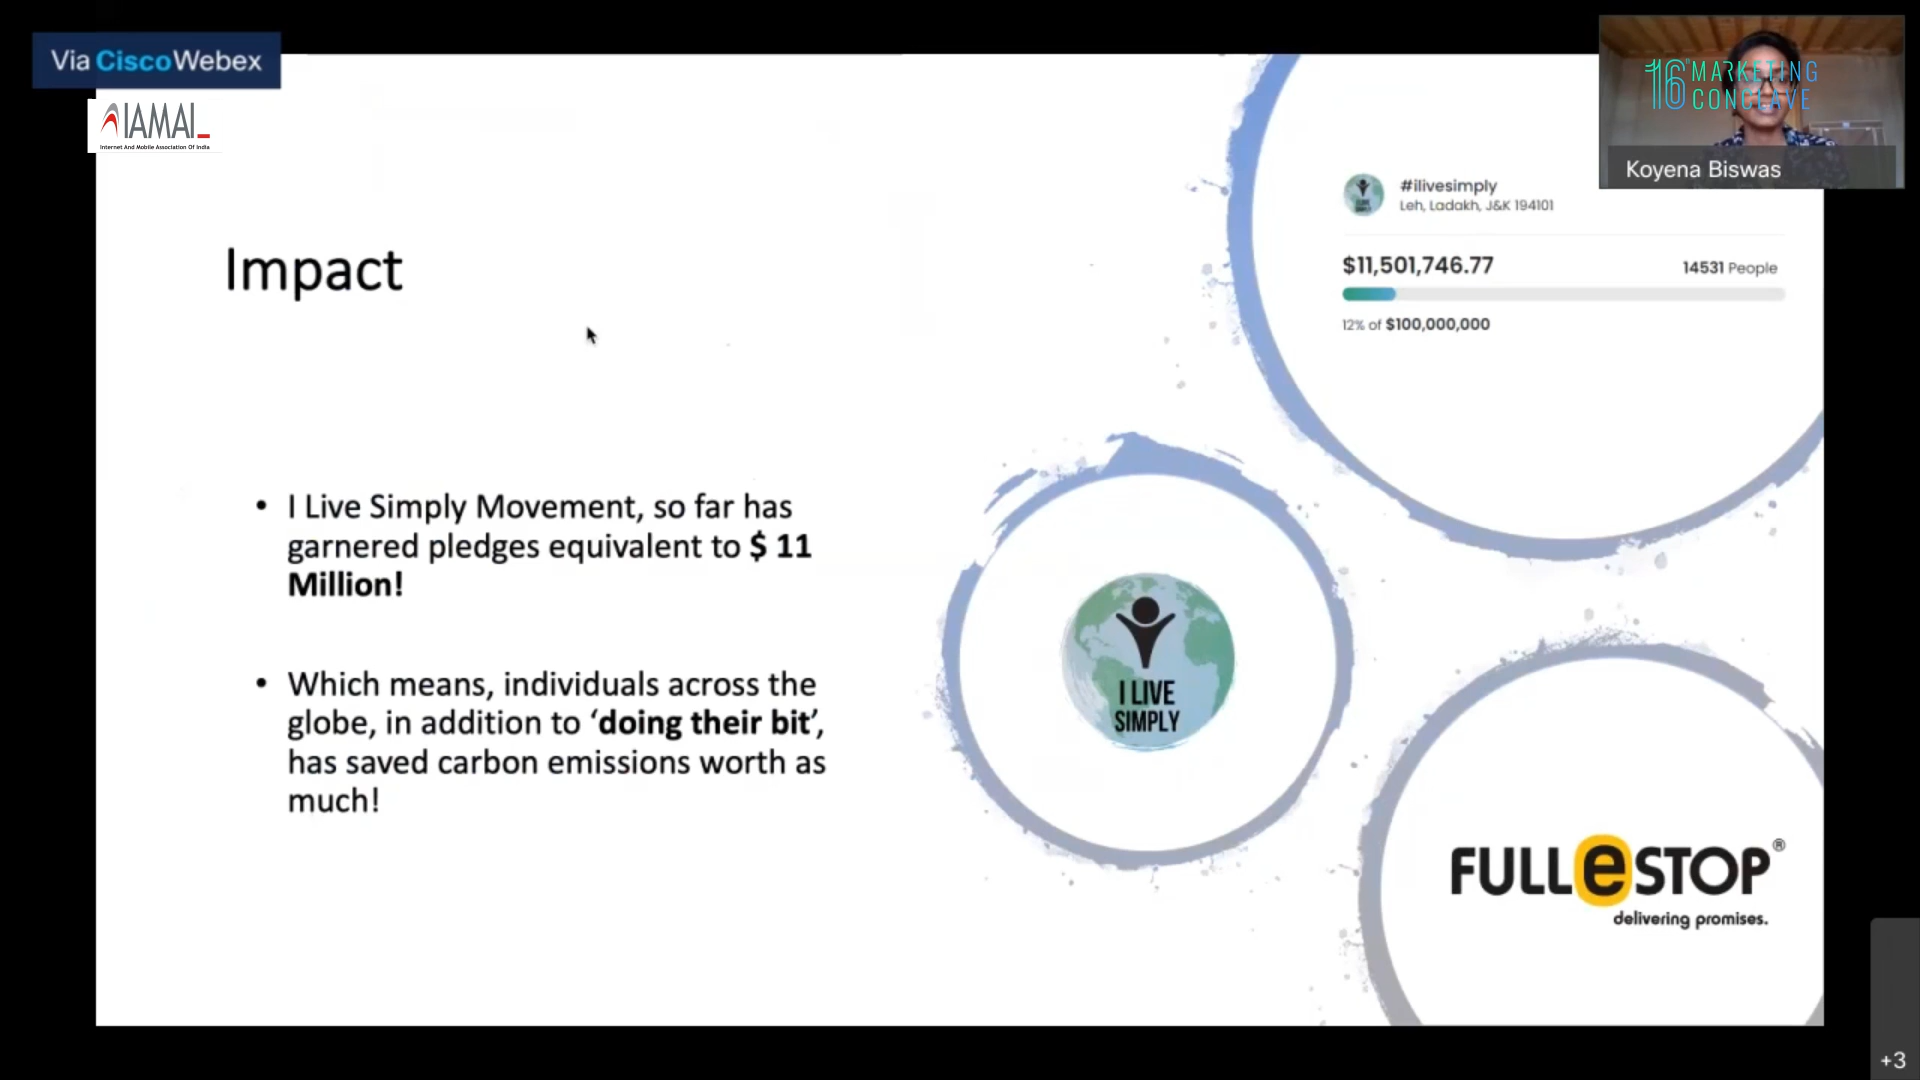 Via CiscoWebex
IAMAI
Internet And Mobile Association Of India
16th MARKETING
CONCLAVE
Koyena Biswas
#ilivesimply
Leh, Ladakh, J&K 194101
$11,501,746.77
14531 People
12% of $100,000,000
Impact
• I Live Simply Movement, so far has
garnered pledges equivalent to $ 11
Million!
• Which means, individuals across the
globe, in addition to ‘doing their bit’,
has saved carbon emissions worth as
much!
I LIVE
SIMPLY
FULLeSTOP®
delivering promises.
+3